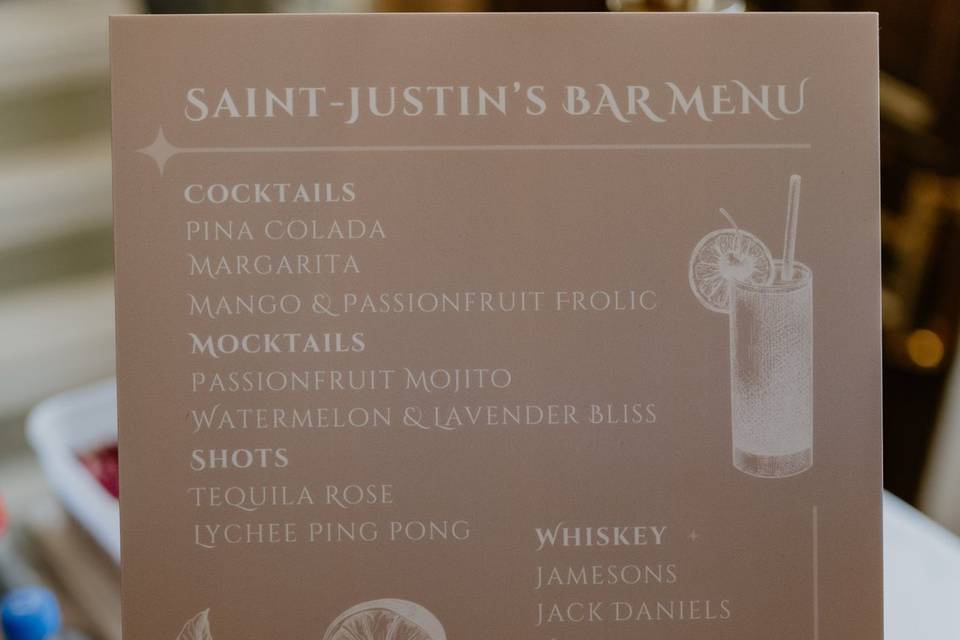 SAINT-JUSTIN'S BAR MENU
COCKTAILS
PINA COLADA
MARGARITA
MANGO & PASSIONFRUIT FROLIC
MOCKTAILS
PASSIONFRUIT MOJITO
WATERMELON & LAVENDER BLISS
SHOTS
TEQUILA ROSE
LYCHEE PING PONG
WHISKEY
JAMESONS
JACK DANIELS